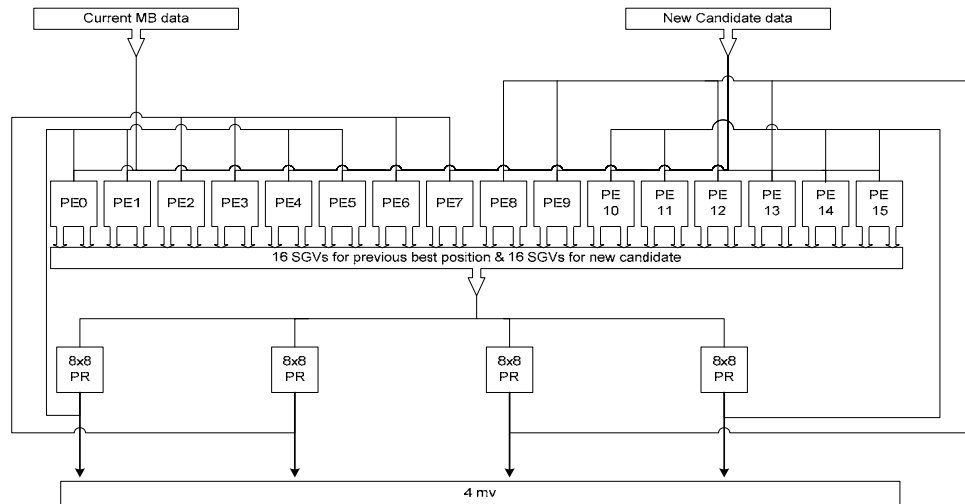 Current MB data
New Candidate data
PE0
PE1
PE2
PE3
PE4
PE5
PE6
PE7
PE8
PE9
PE
10
PE
11
PE
12
PE
13
PE
14
PE
15
16 SGVs for previous best position & 16 SGVs for new candidate
8x8
PR
8x8
PR
8x8
PR
8x8
PR
4 mv